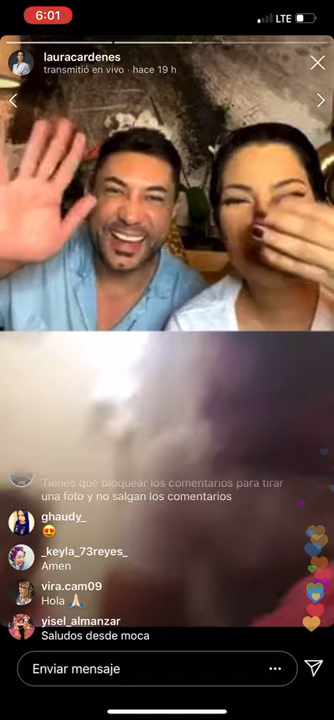 6:01
LTE
lauracardenes
transmitió en vivo · hace 19 h
Tienes que bloquear los comentarios para tirar
una foto y no salgan los comentarios
ghaudy_
😍
_keyla_73reyes_
Amen
vira.cam09
Hola 🙏🏻
yisel_almanzar
Saludos desde moca
Enviar mensaje